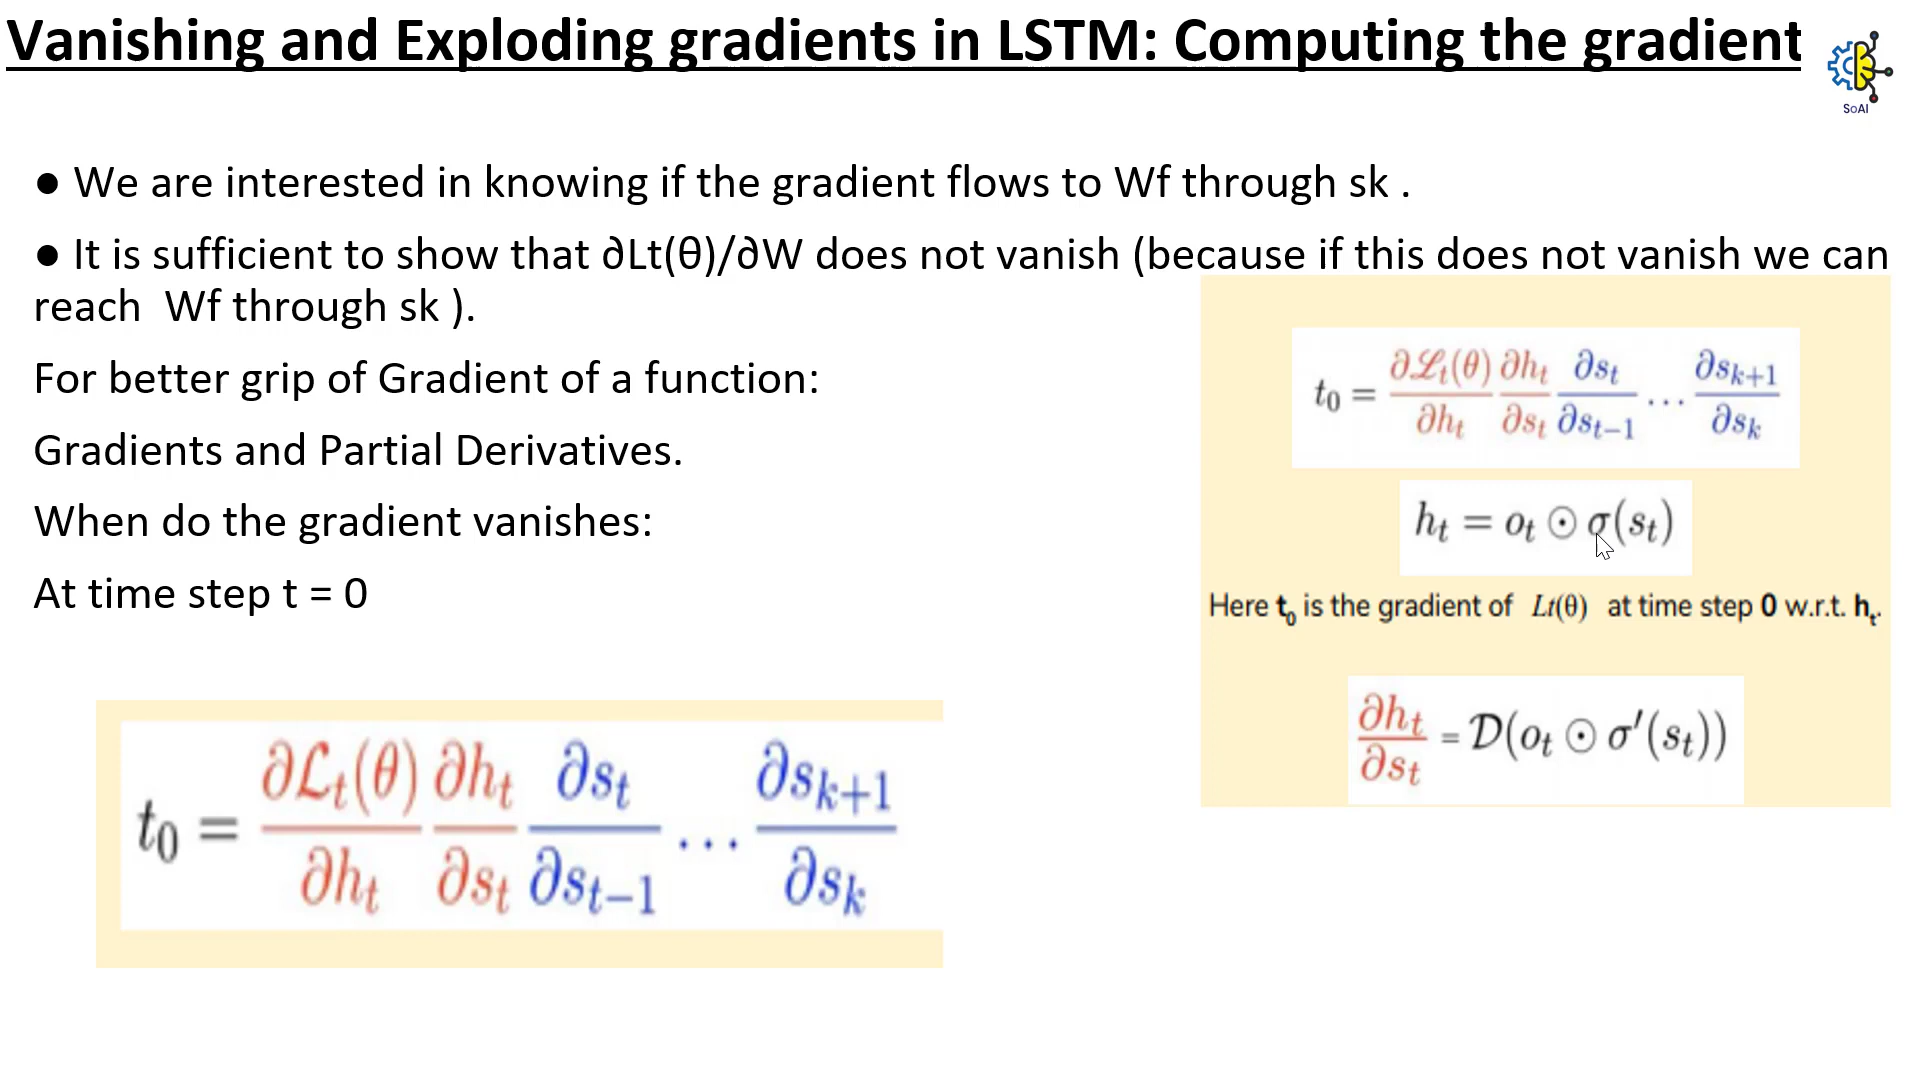 Vanishing and Exploding gradients in LSTM: Computing the gradient
SoAI
● We are interested in knowing if the gradient flows to Wf through sk .
● It is sufficient to show that ∂Lt(θ)/∂W does not vanish (because if this does not vanish we can
reach  Wf through sk ).
For better grip of Gradient of a function:
Gradients and Partial Derivatives.
When do the gradient vanishes:
At time step t = 0
t₀ = ∂ℒₜ(θ)/∂hₜ ∂hₜ/∂sₜ ∂sₜ/∂sₜ₋₁ … ∂sₖ₊₁/∂sₖ
t₀ = ∂ℒₜ(θ)/∂hₜ ∂hₜ/∂sₜ ∂sₜ/∂sₜ₋₁ … ∂sₖ₊₁/∂sₖ
hₜ = oₜ ⊙ σ(sₜ)
Here t₀ is the gradient of Lt(θ) at time step 0 w.r.t. hₜ.
∂hₜ/∂sₜ = 𝒟(oₜ ⊙ σ′(sₜ))